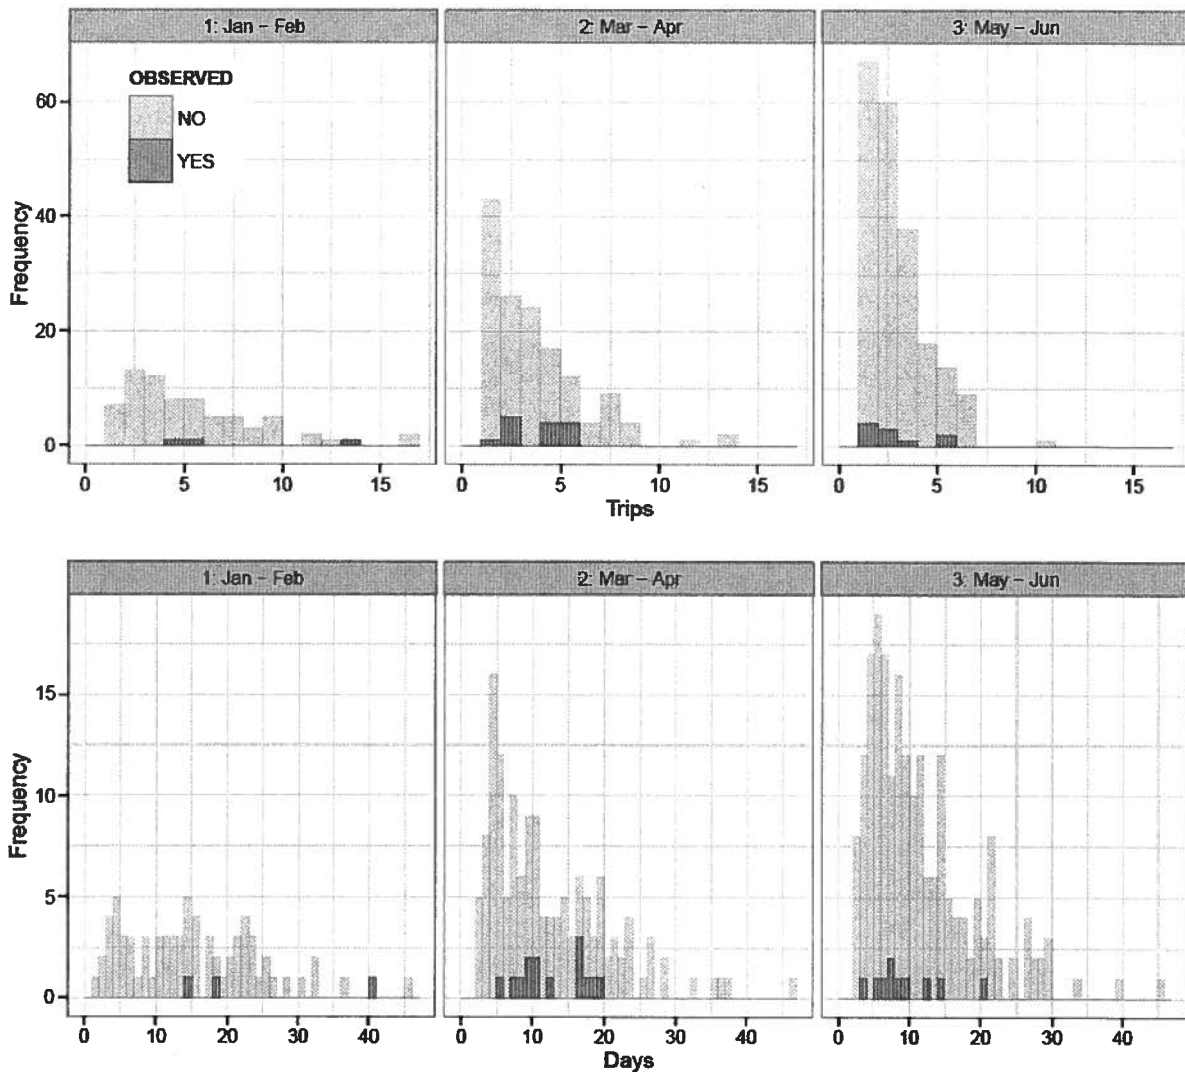 1: Jan – Feb
2: Mar – Apr
3: May – Jun
OBSERVED
NO
YES
Frequency
60
40
20
0
0 5 10 15
0 5 10 15
0 5 10 15
Trips
1: Jan – Feb
2: Mar – Apr
3: May – Jun
Frequency
15
10
5
0
0 10 20 30 40
0 10 20 30 40
0 10 20 30 40
Days